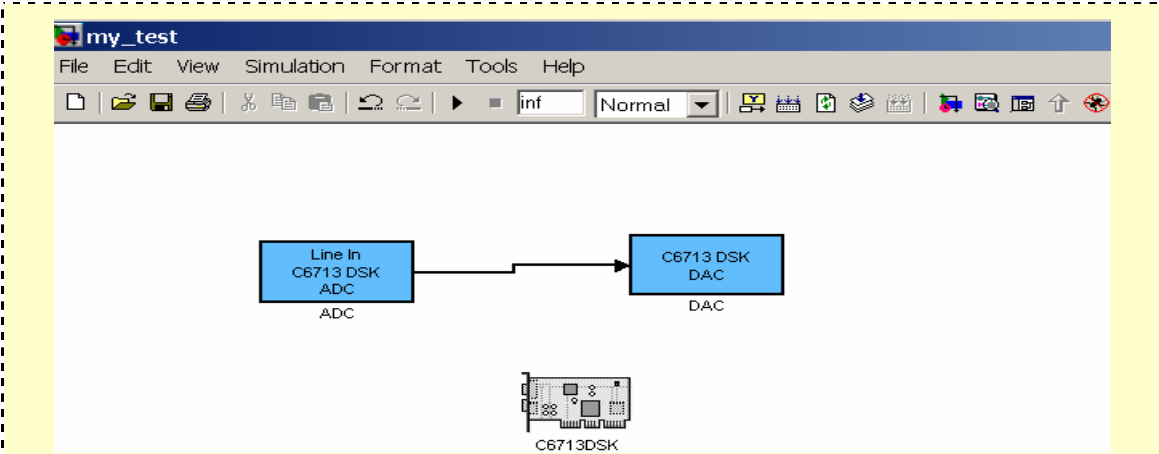 my_test
File Edit View Simulation Format Tools Help
inf Normal
Line In
C6713 DSK
ADC
ADC
C6713 DSK
DAC
DAC
C6713DSK